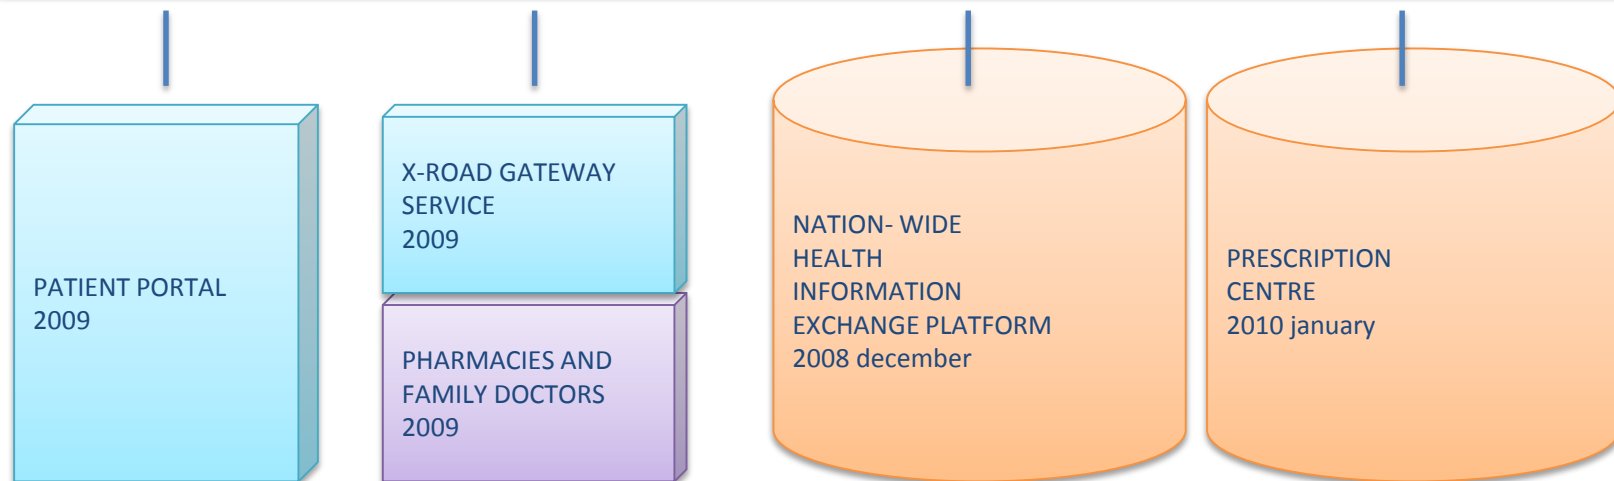 PATIENT PORTAL
2009
X-ROAD GATEWAY
SERVICE
2009
PHARMACIES AND
FAMILY DOCTORS
2009
NATION- WIDE
HEALTH
INFORMATION
EXCHANGE PLATFORM
2008 december
PRESCRIPTION
CENTRE
2010 january